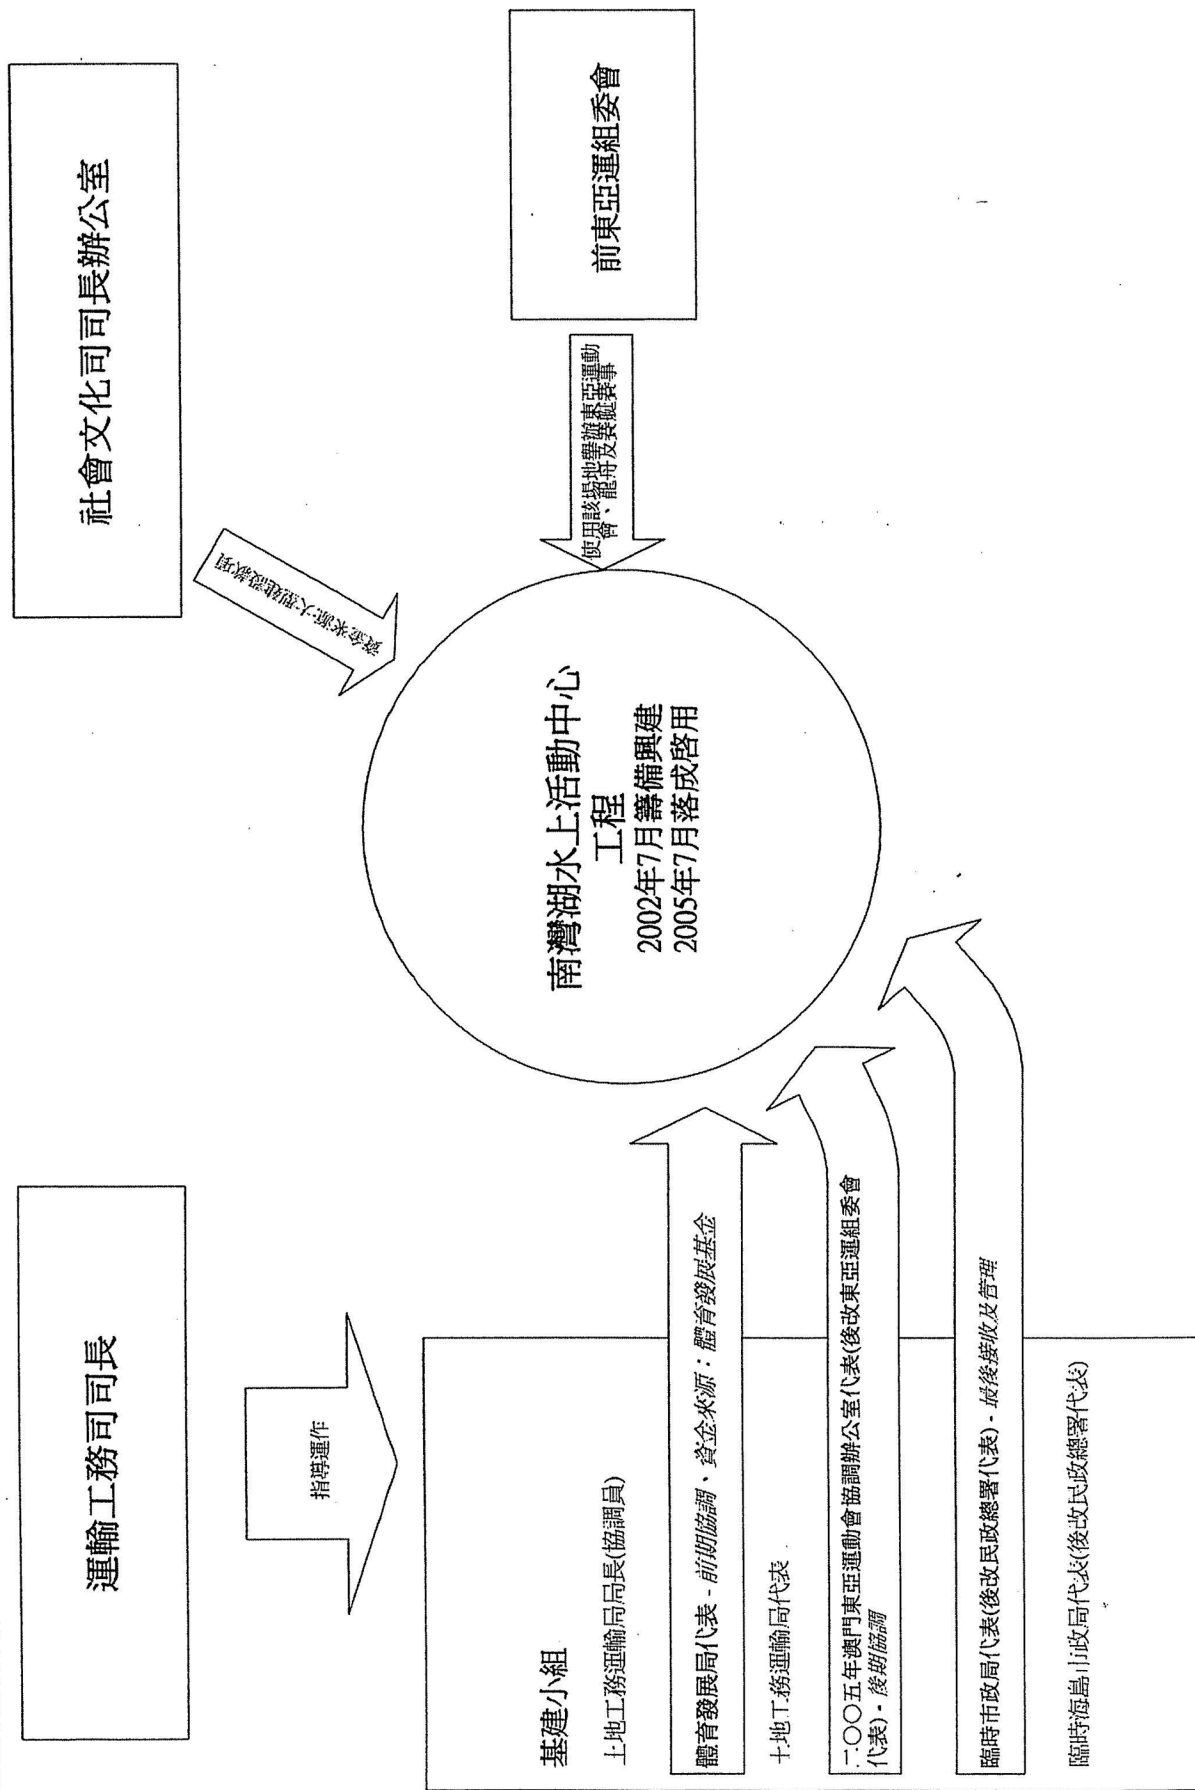 運輸工務司司長
社會文化司司長辦公室
指導運作
資金來源:大型建設款項
前東亞運組委會
使用該場地舉辦東亞運動
會、龍舟及賽艇賽事
南灣湖水上活動中心
工程
2002年7月籌備興建
2005年7月落成啓用
基建小組
土地工務運輸局局長(協調員)
體育發展局代表 - 前期協調、資金來源：體育發展基金
土地工務運輸局代表
二○○五年澳門東亞運動會協調辦公室代表(後改東亞運組委會
代表) - 後期協調
臨時市政局代表(後改民政總署代表) - 最後接收及管理
臨時海島市政局代表(後改民政總署代表)